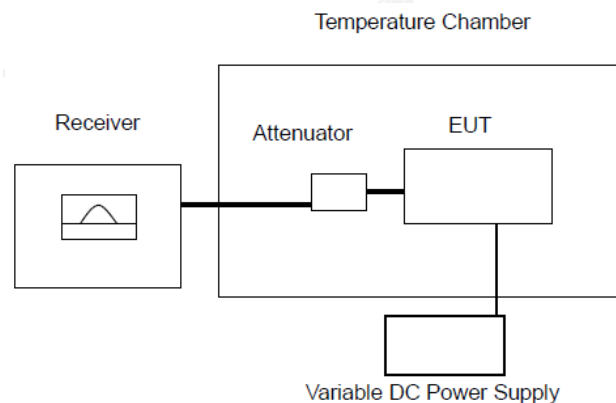 Temperature Chamber
Receiver
Attenuator
EUT
Variable DC Power Supply